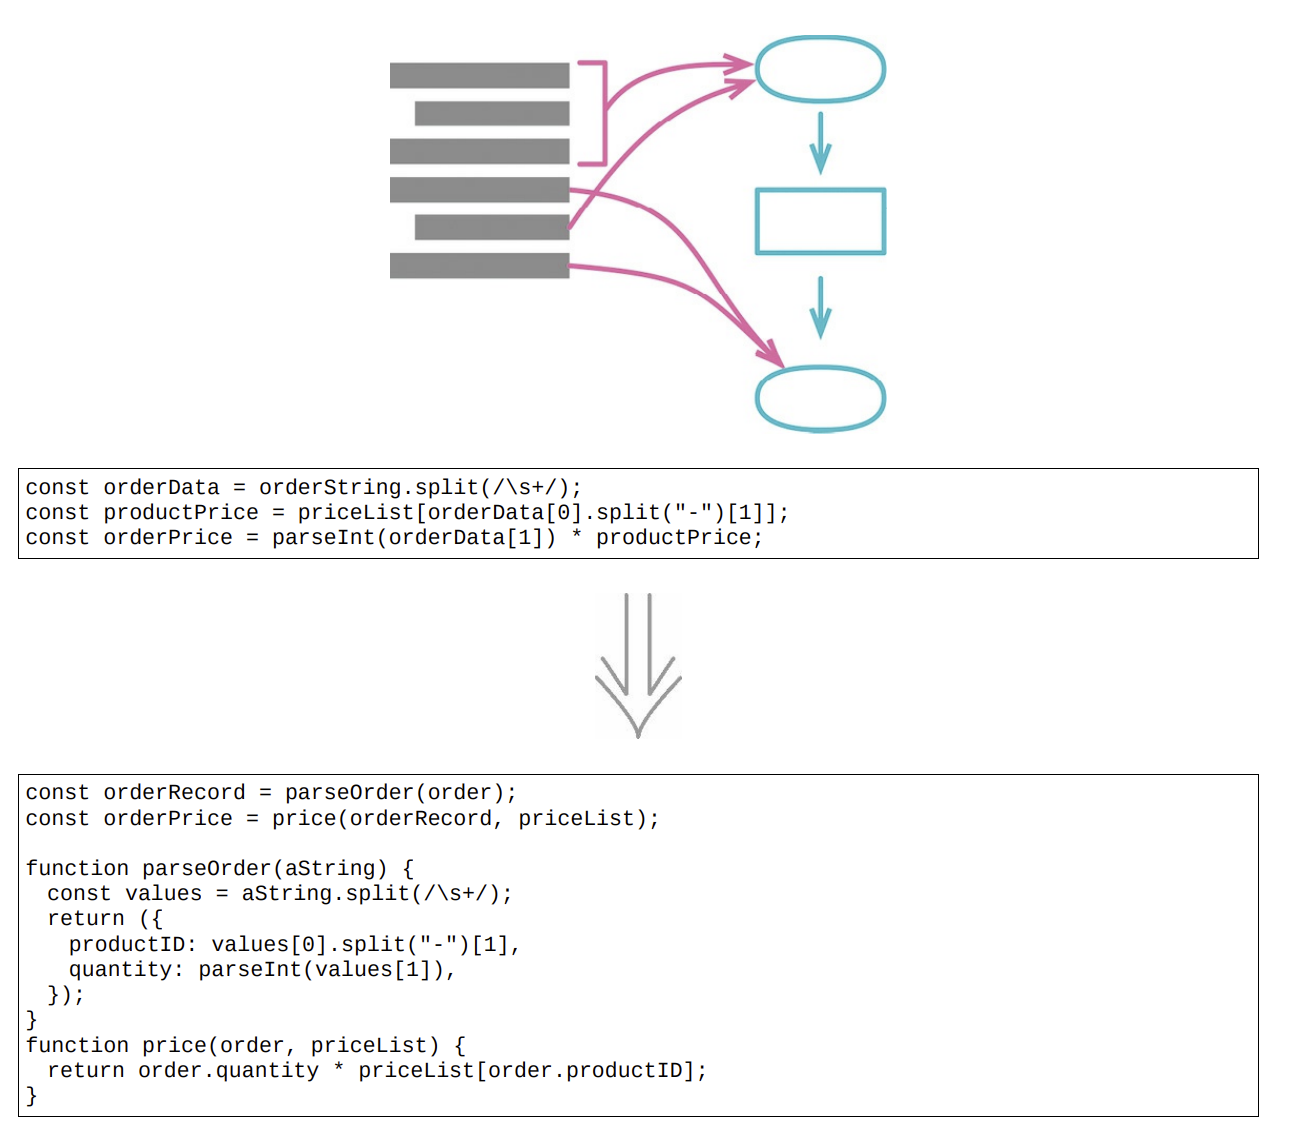 const orderData = orderString.split(/\s+/);
const productPrice = priceList[orderData[0].split("-")[1]];
const orderPrice = parseInt(orderData[1]) * productPrice;
const orderRecord = parseOrder(order);
const orderPrice = price(orderRecord, priceList);
function parseOrder(aString) {
const values = aString.split(/\s+/);
return ({
productID: values[0].split("-")[1],
quantity: parseInt(values[1]),
});
}
function price(order, priceList) {
return order.quantity * priceList[order.productID];
}